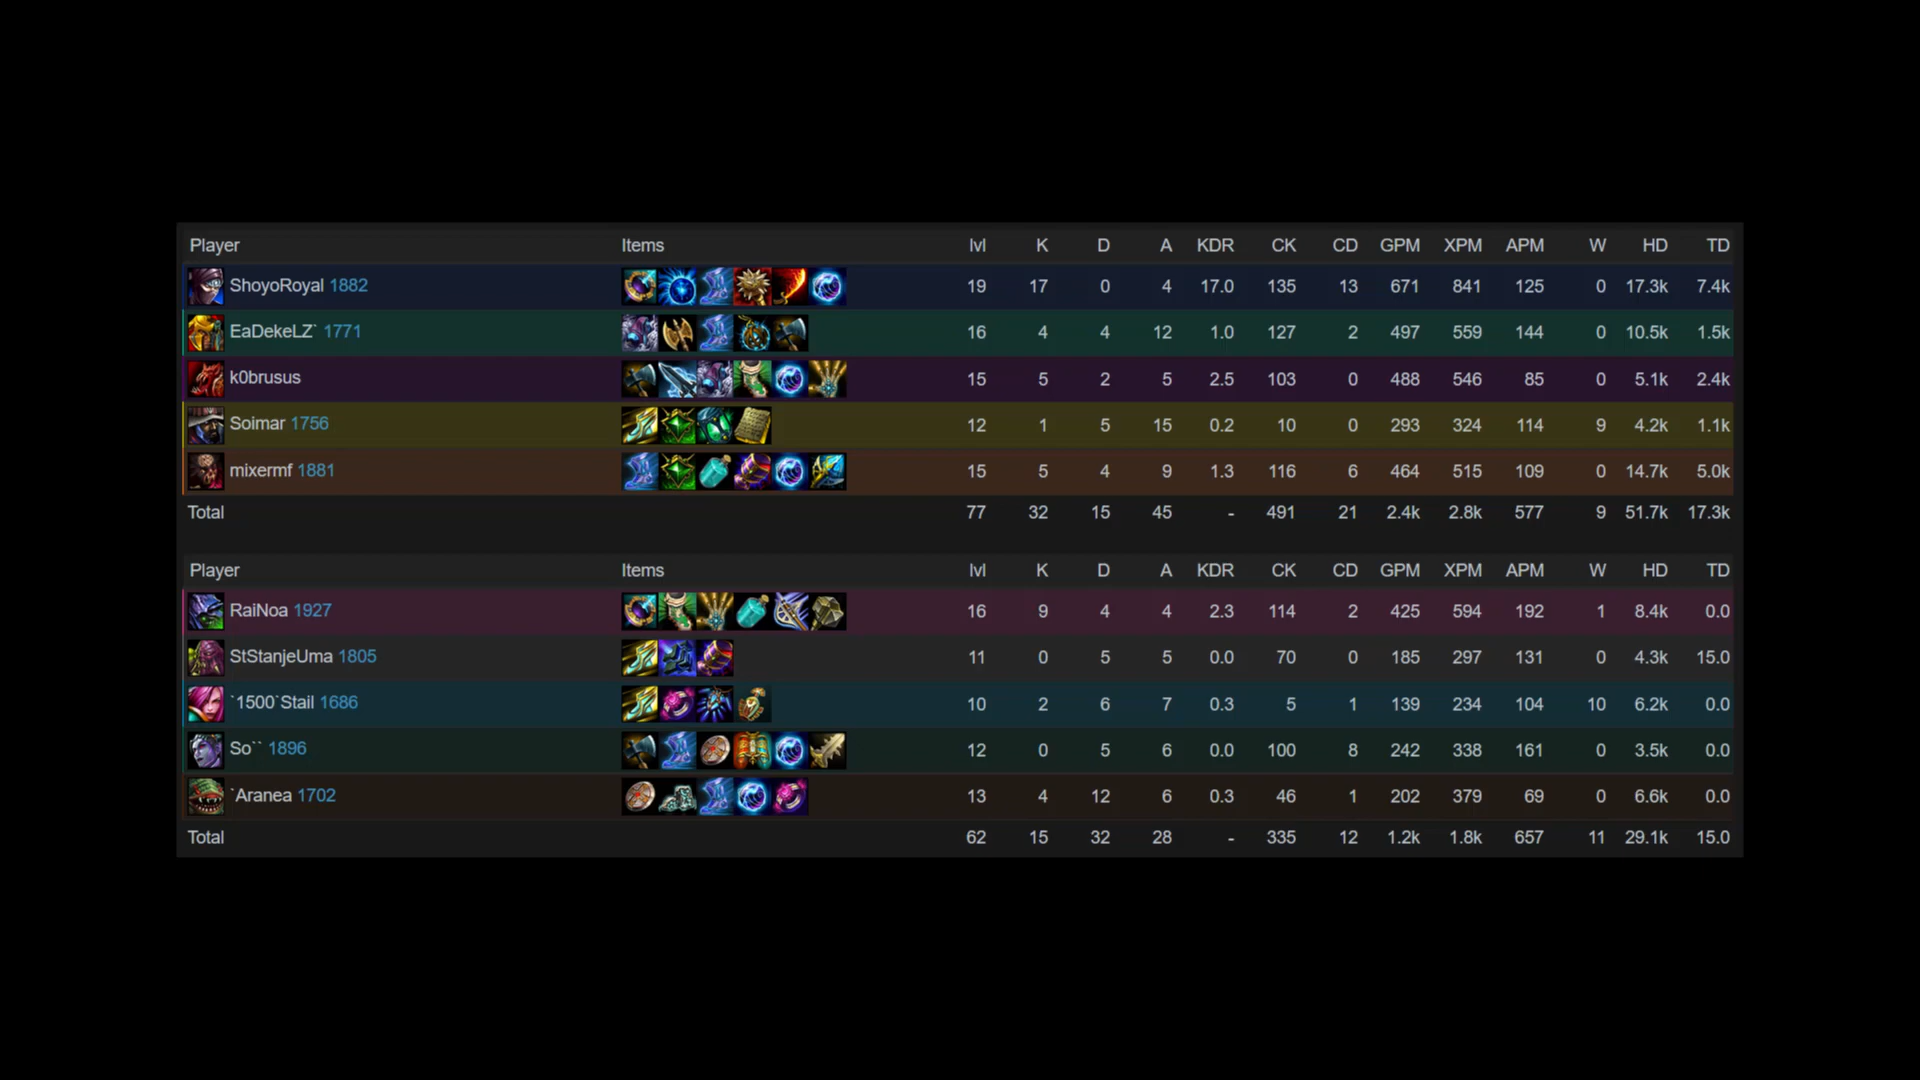 Player Items lvl K D A KDR CK CD GPM XPM APM W HD TD
ShoyoRoyal 1882 19 17 0 4 17.0 135 13 671 841 125 0 17.3k 7.4k
EaDekeLZ` 1771 16 4 4 12 1.0 127 2 497 559 144 0 10.5k 1.5k
k0brusus 15 5 2 5 2.5 103 0 488 546 85 0 5.1k 2.4k
Soimar 1756 12 1 5 15 0.2 10 0 293 324 114 9 4.2k 1.1k
mixermf 1881 15 5 4 9 1.3 116 6 464 515 109 0 14.7k 5.0k
Total 77 32 15 45 - 491 21 2.4k 2.8k 577 9 51.7k 17.3k
Player Items lvl K D A KDR CK CD GPM XPM APM W HD TD
RaiNoa 1927 16 9 4 4 2.3 114 2 425 594 192 1 8.4k 0.0
StStanjeUma 1805 11 0 5 5 0.0 70 0 185 297 131 0 4.3k 15.0
`1500`Stail 1686 10 2 6 7 0.3 5 1 139 234 104 10 6.2k 0.0
So`` 1896 12 0 5 6 0.0 100 8 242 338 161 0 3.5k 0.0
`Aranea 1702 13 4 12 6 0.3 46 1 202 379 69 0 6.6k 0.0
Total 62 15 32 28 - 335 12 1.2k 1.8k 657 11 29.1k 15.0